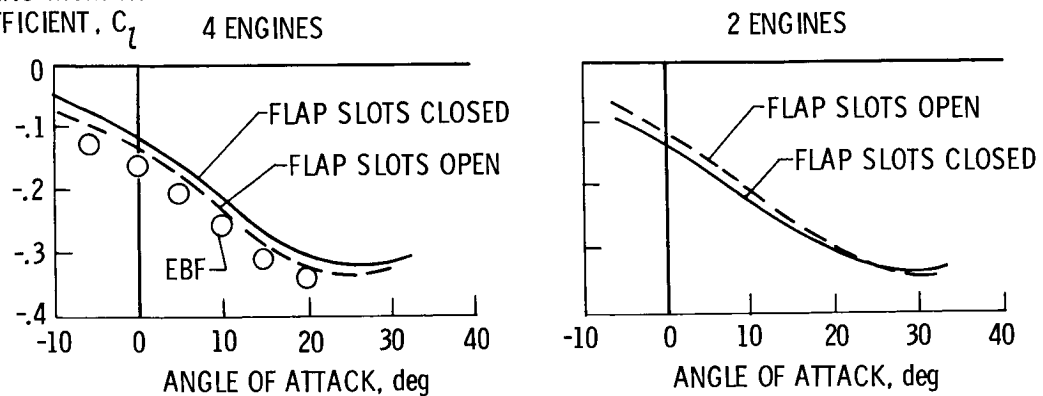 FFICIENT, Cl
4 ENGINES
2 ENGINES
0
-.1
-.2
-.3
-.4
FLAP SLOTS CLOSED
FLAP SLOTS OPEN
EBF
-10 0 10 20 30 40
ANGLE OF ATTACK, deg
FLAP SLOTS OPEN
FLAP SLOTS CLOSED
-10 0 10 20 30 40
ANGLE OF ATTACK, deg